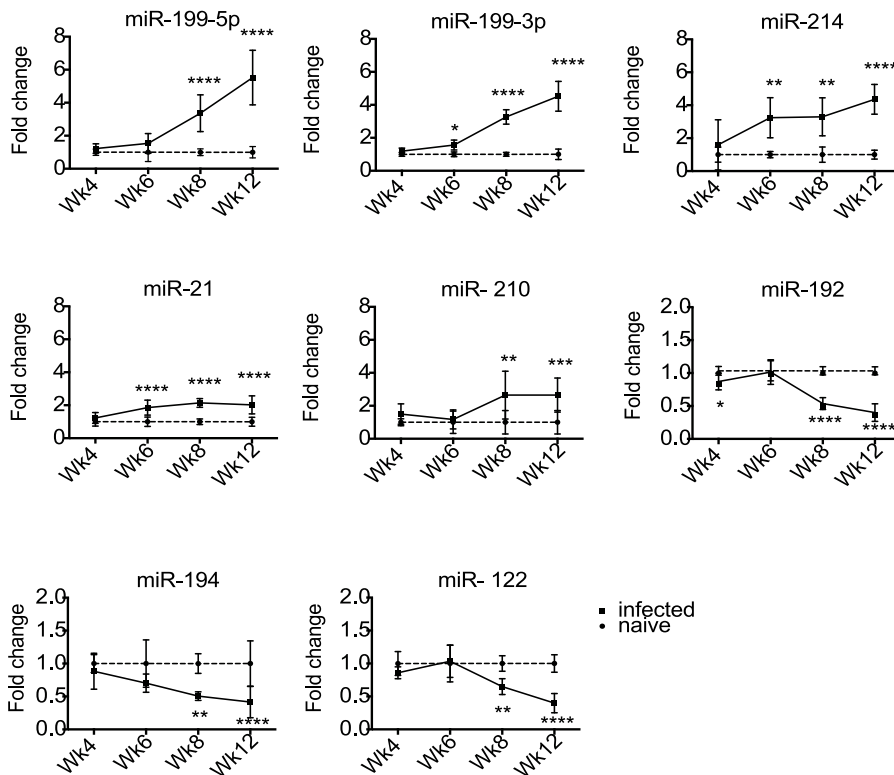 miR-199-5p
miR-199-3p
miR-214
Fold change
8
6
4
2
0
****
****
Wk4
Wk6
Wk8
Wk12
Fold change
8
6
4
2
0
*
****
****
Wk4
Wk6
Wk8
Wk12
Fold change
8
6
4
2
0
**
**
****
Wk4
Wk6
Wk8
Wk12
miR-21
miR- 210
miR-192
Fold change
8
6
4
2
0
****
****
****
Wk4
Wk6
Wk8
Wk12
Fold change
8
6
4
2
0
**
***
Wk4
Wk6
Wk8
Wk12
Fold change
2.0
1.5
1.0
0.5
0.0
*
****
****
Wk4
Wk6
Wk8
Wk12
miR-194
miR- 122
Fold change
2.0
1.5
1.0
0.5
0.0
**
****
Wk4
Wk6
Wk8
Wk12
Fold change
2.0
1.5
1.0
0.5
0.0
**
****
Wk4
Wk6
Wk8
Wk12
infected
naive